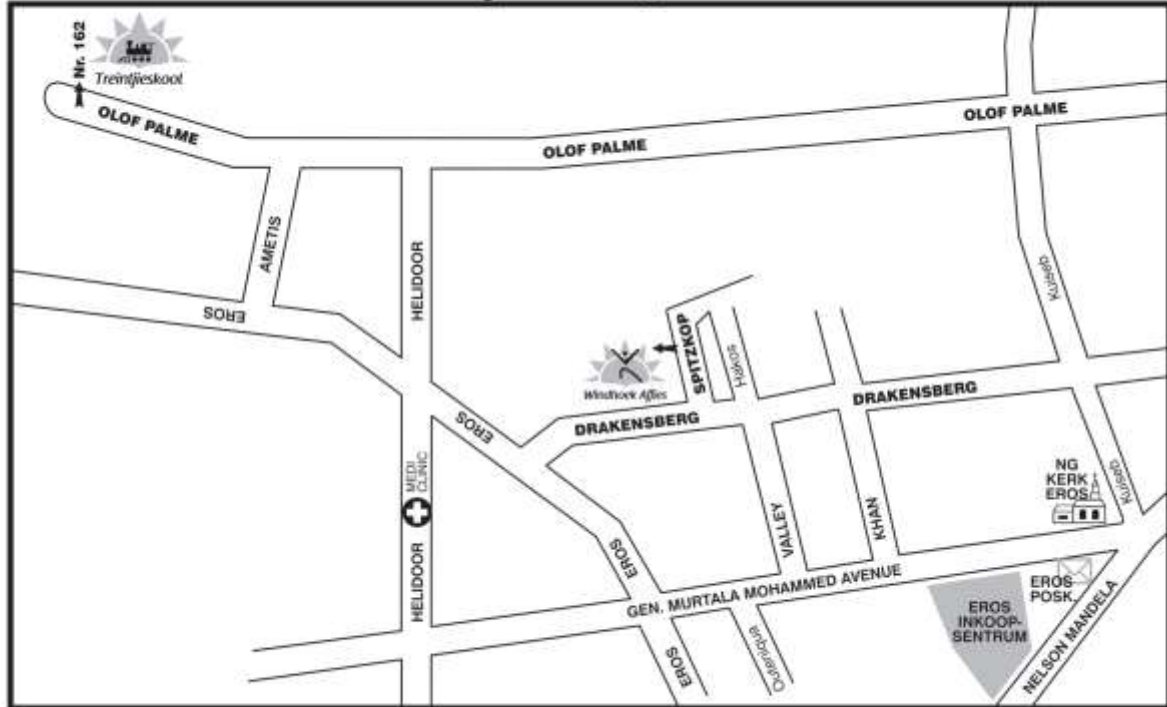 Nr. 162
Treintjieskool
OLOF PALME
OLOF PALME
OLOF PALME
AMETIS
HELIDOOR
Kuiseb
EROS
SPITZKOP
Hakos
Windhoek Affies
DRAKENSBERG
DRAKENSBERG
EROS
MEDI
CLINIC
NG
KERK
EROS
Kuiseb
VALLEY
KHAN
HELIDOOR
EROS
GEN. MURTALA MOHAMMED AVENUE
EROS
POSK.
EROS
INKOOP-
SENTRUM
NELSON MANDELA
Outeniqua
EROS